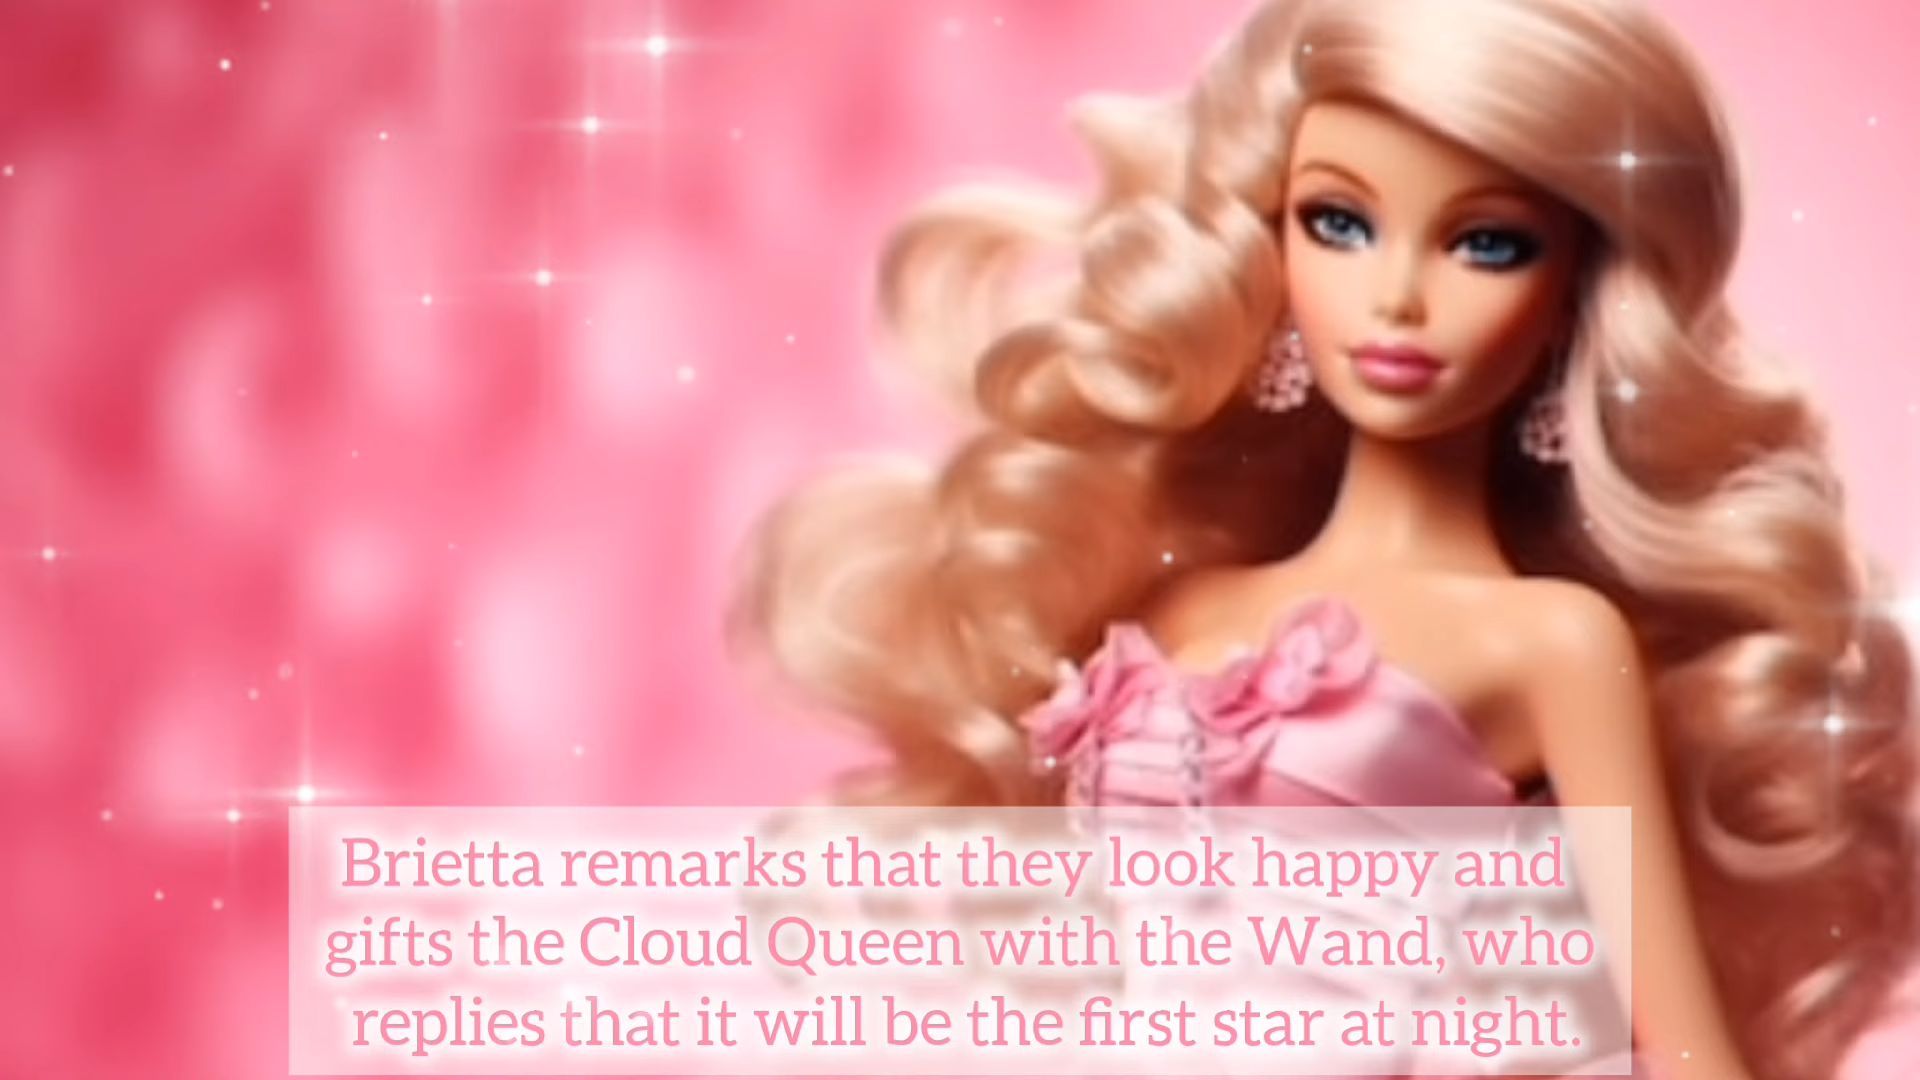 Brietta remarks that they look happy and
gifts the Cloud Queen with the Wand, who
replies that it will be the first star at night.